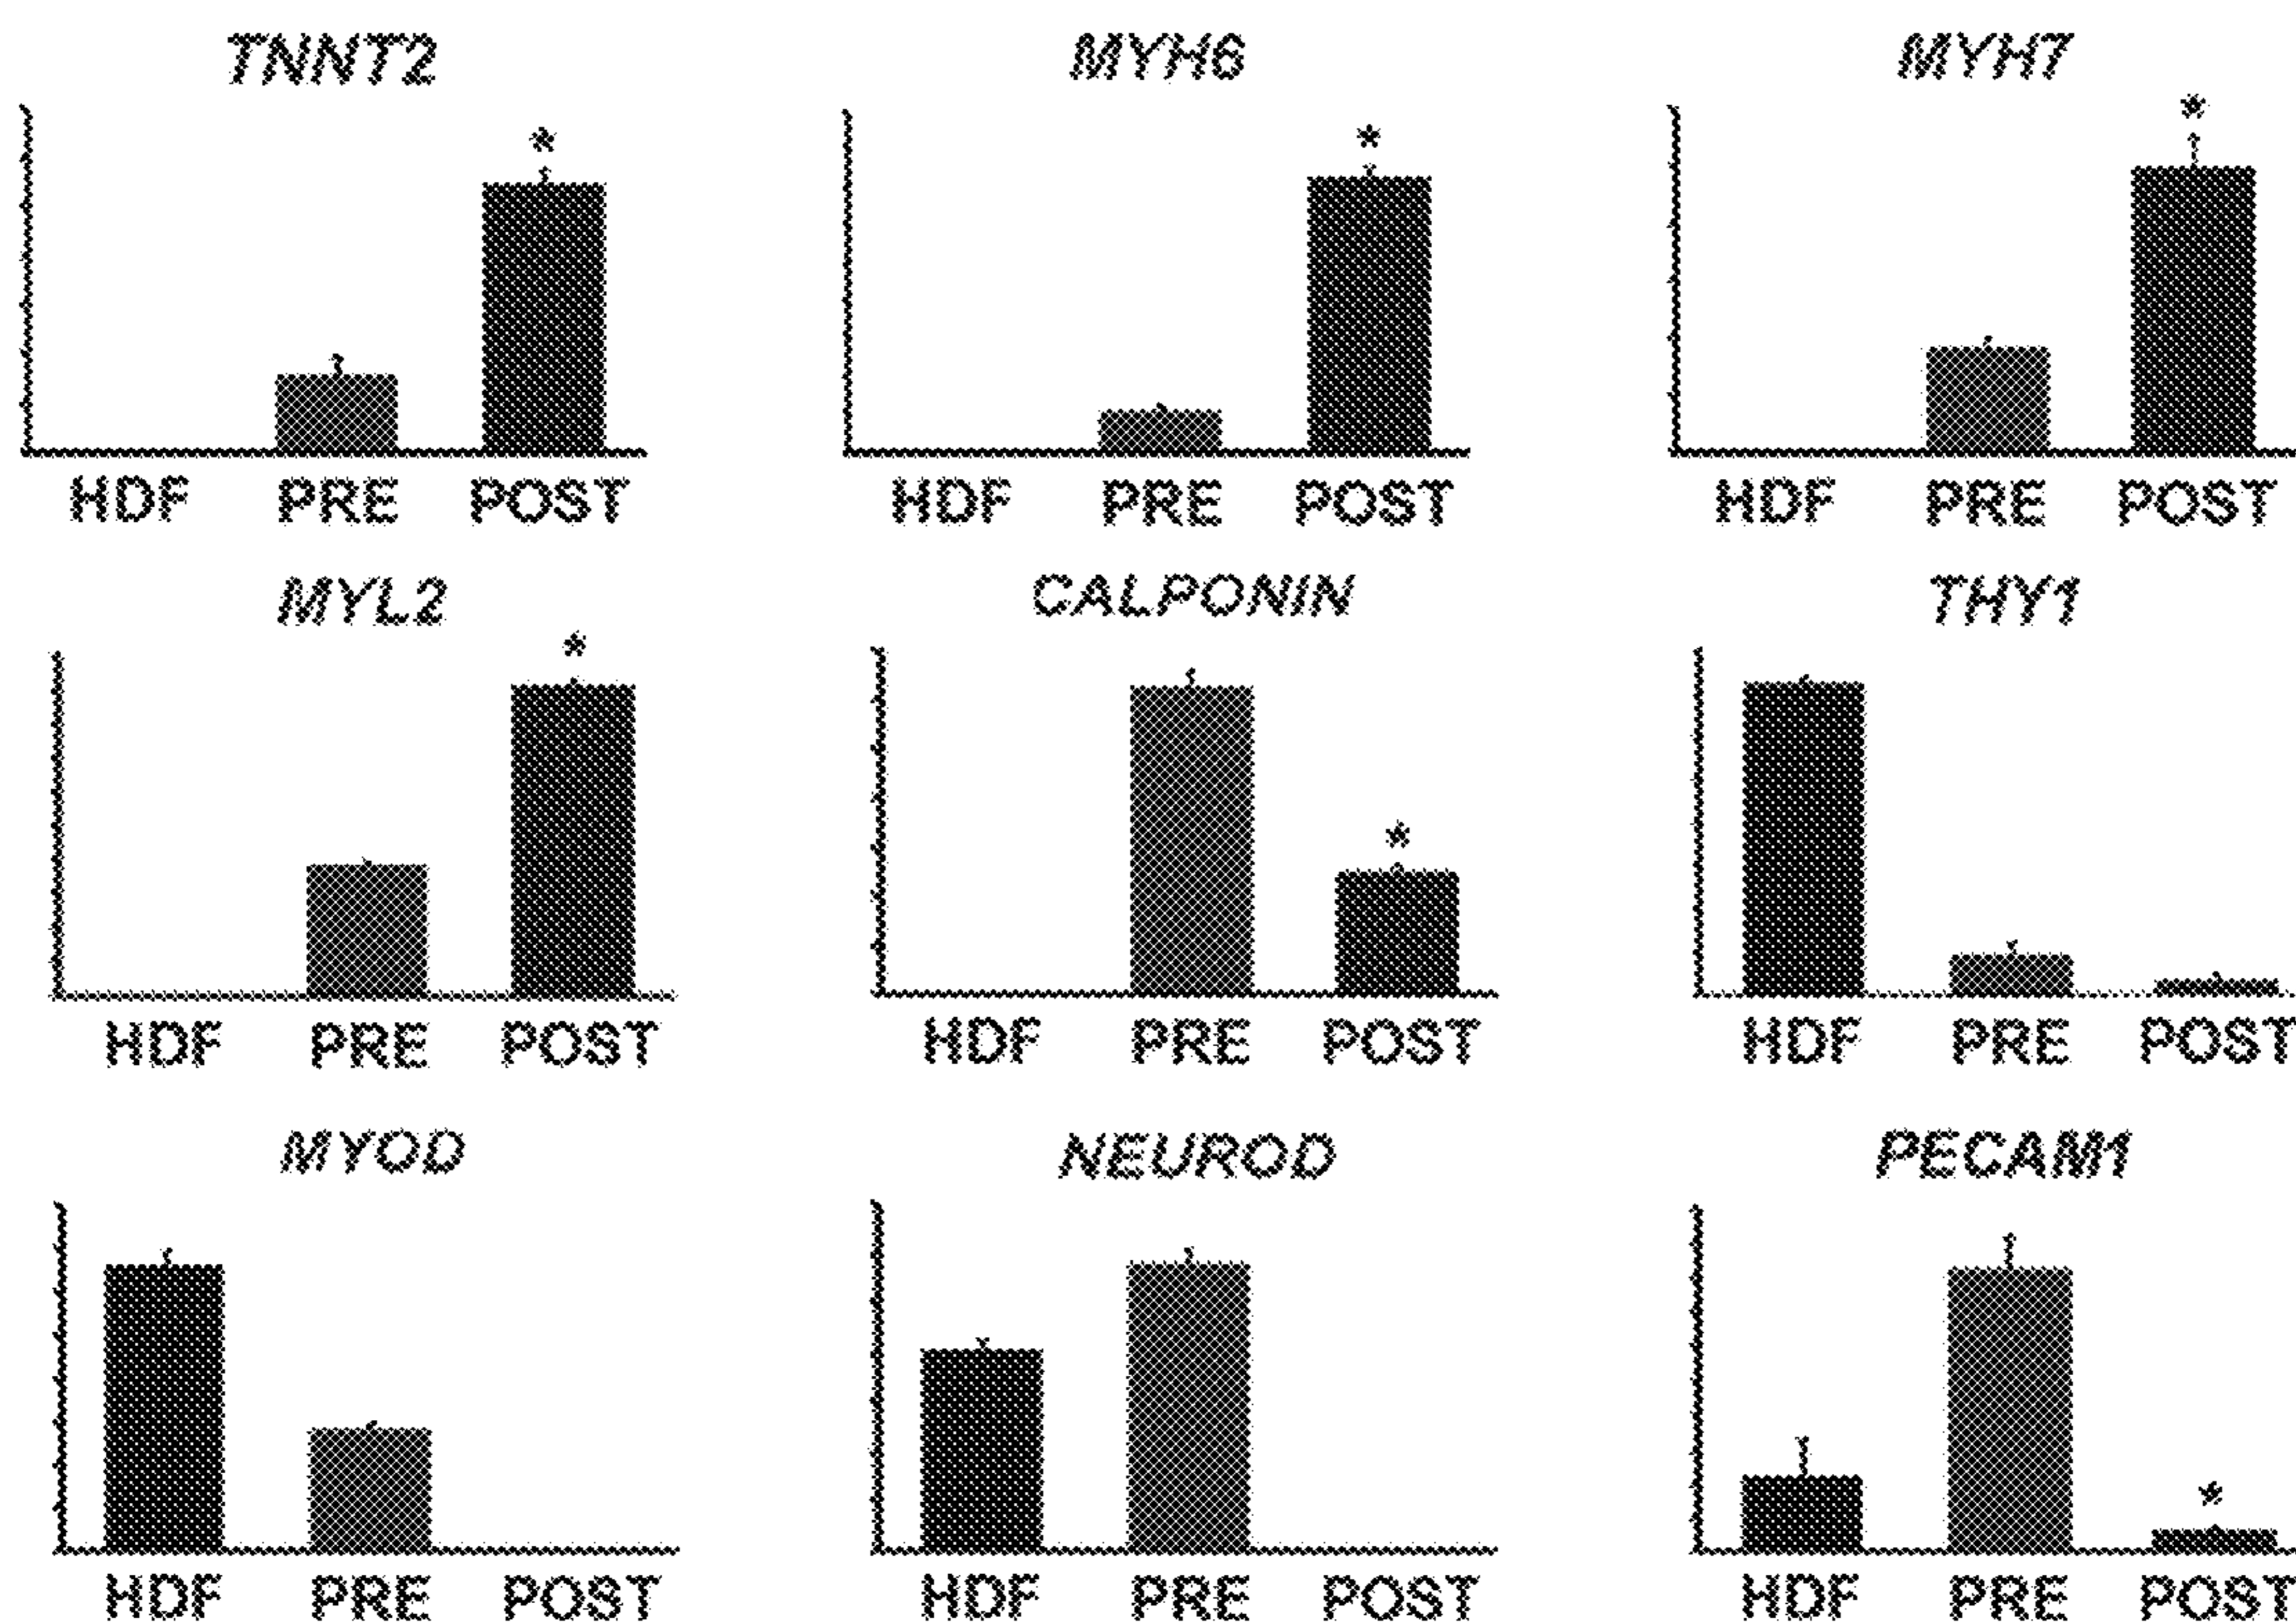 TNNT2 MYH6 MYH7
* * *
HDF PRE POST HDF PRE POST HDF PRE POST
MYL2 CALPONIN THY1
* *
HDF PRE POST HDF PRE POST HDF PRE POST
MYOD NEUROD PECAM1
*
HDF PRE POST HDF PRE POST HDF PRE POST